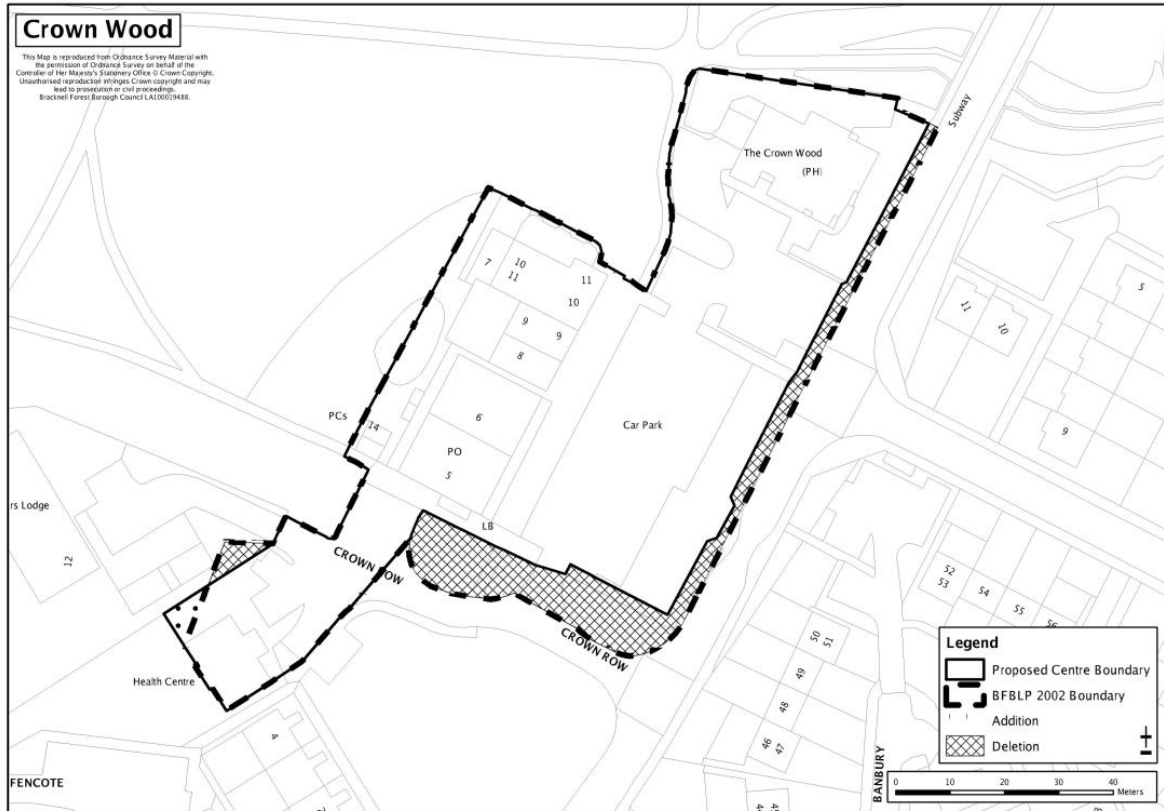 Crown Wood
This Map is reproduced from Ordnance Survey Material with
the permission of Ordnance Survey on behalf of the
Controller of Her Majesty's Stationery Office © Crown Copyright.
Unauthorised reproduction infringes Crown copyright and may
lead to prosecution or civil proceedings.
Bracknell Forest Borough Council LA100019488.
Subway
The Crown Wood
(PH)
7
10
11
11
10
9
9
8
5
11
10
9
PCs
14
6
Car Park
PO
5
LB
rs Lodge
12
CROWN ROW
CROWN ROW
Health Centre
4
FENCOTE
52
53
54
55
56
50
51
49
48
46
47
BANBURY
Legend
Proposed Centre Boundary
BFBLP 2002 Boundary
Addition
Deletion
0 10 20 30 40
Meters